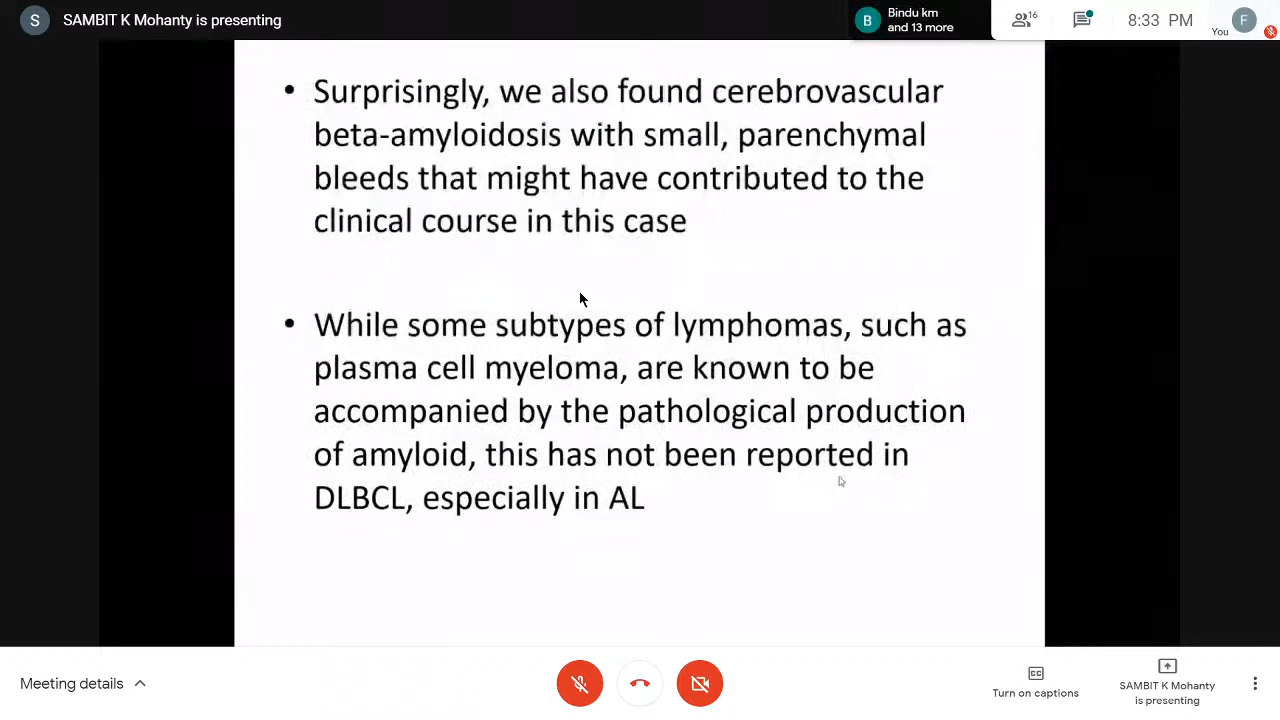 S SAMBIT K Mohanty is presenting
B Bindu km
and 13 more
16
8:33 PM
You
F
• Surprisingly, we also found cerebrovascular
beta-amyloidosis with small, parenchymal
bleeds that might have contributed to the
clinical course in this case
• While some subtypes of lymphomas, such as
plasma cell myeloma, are known to be
accompanied by the pathological production
of amyloid, this has not been reported in
DLBCL, especially in AL
Meeting details
CC
Turn on captions
SAMBIT K Mohanty
is presenting